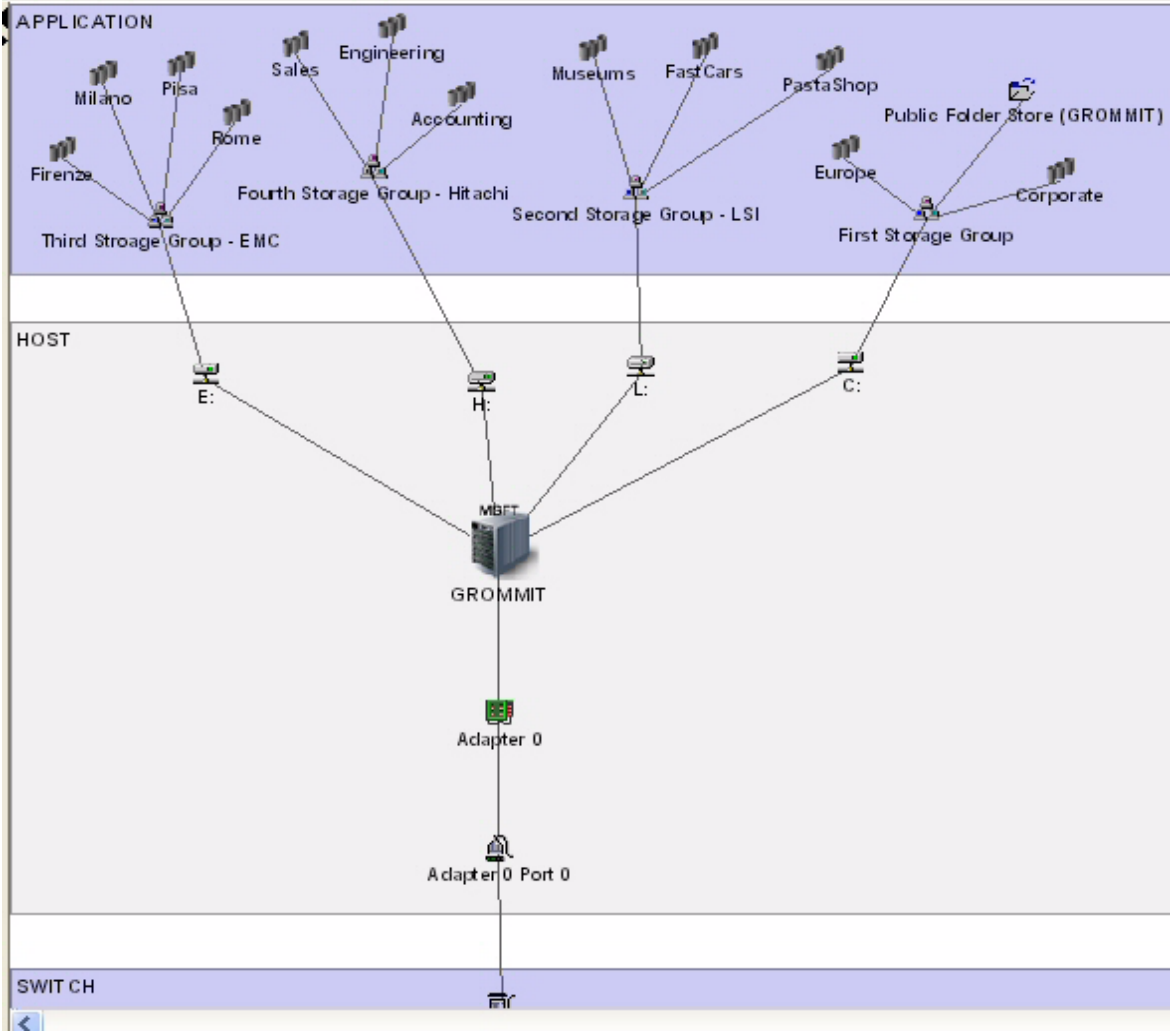 APPLICATION
Engineering
Sales
Museums
FastCars
PastaShop
Pisa
Milano
Accounting
Public Folder Store (GROMMIT)
Rome
Firenze
Europe
Corporate
Fourth Storage Group - Hitachi
Second Storage Group - LSI
Third Stroage Group - EMC
First Storage Group
HOST
E:
H:
L:
C:
MSFT
GROMMIT
Adapter 0
Adapter 0 Port 0
SWITCH